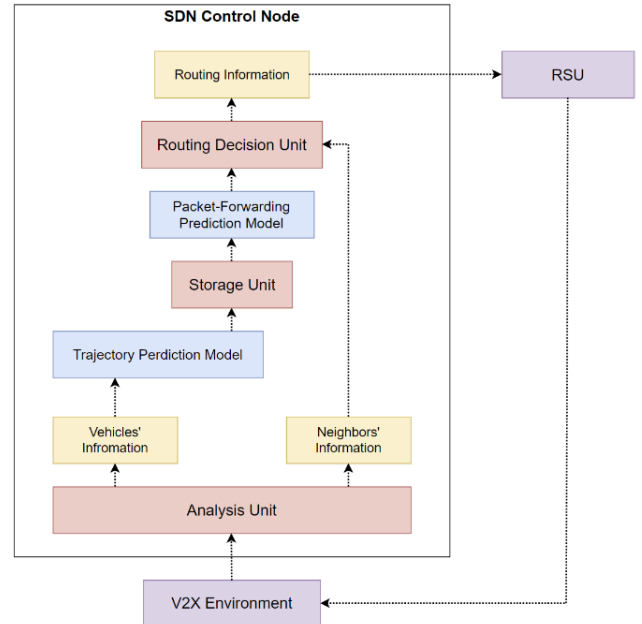 SDN Control Node
Routing Information
RSU
Routing Decision Unit
Packet-Forwarding
Prediction Model
Storage Unit
Trajectory Perdiction Model
Vehicles'
Infromation
Neighbors'
Information
Analysis Unit
V2X Environment